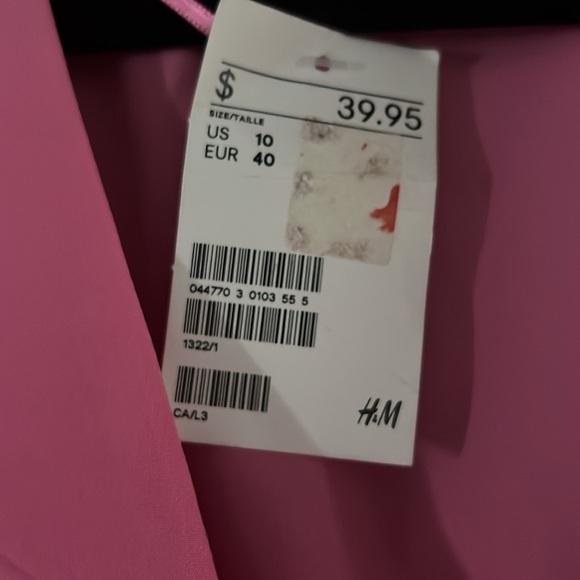 $ 39.95
SIZE/TAILLE
US 10
EUR 40
044770 3 0103 55 5
1322/1
CA/L3
H&M